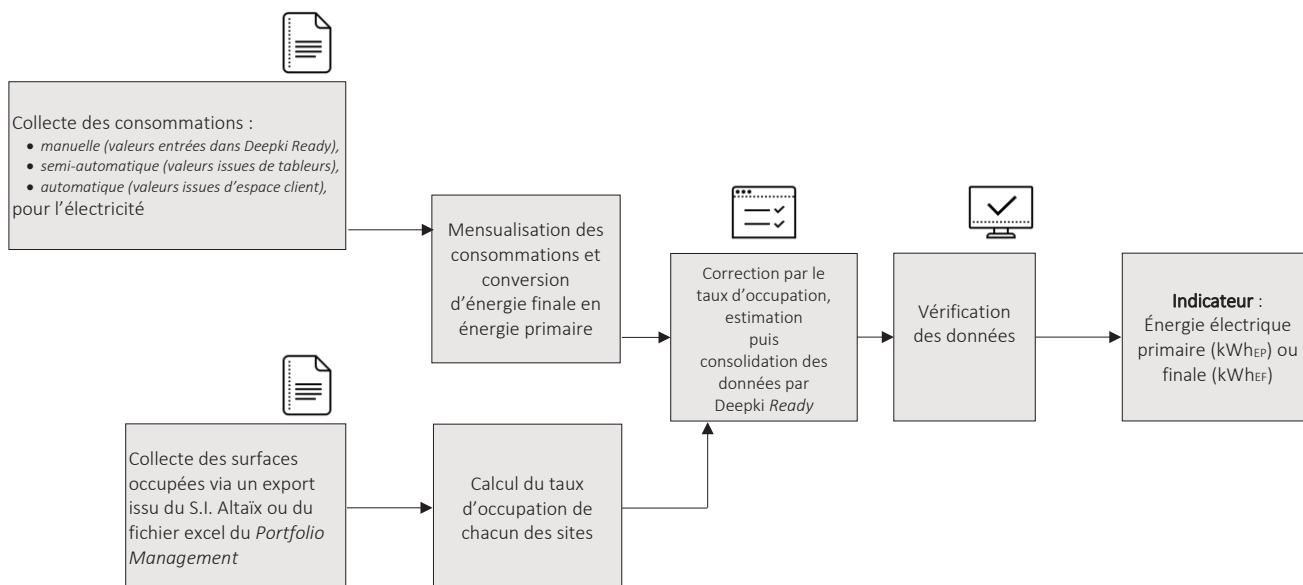 Collecte des consommations :
• manuelle (valeurs entrées dans Deepki Ready),
• semi-automatique (valeurs issues de tableurs),
• automatique (valeurs issues d'espace client),
pour l'électricité
Mensualisation des
consommations et
conversion
d'énergie finale en
énergie primaire
Collecte des surfaces
occupées via un export
issu du S.I. Altaïx ou du
fichier excel du Portfolio
Management
Calcul du taux
d'occupation de
chacun des sites
Correction par le
taux d'occupation,
estimation
puis
consolidation des
données par
Deepki Ready
Vérification
des données
Indicateur :
Énergie électrique
primaire (kWhEP) ou
finale (kWhEF)